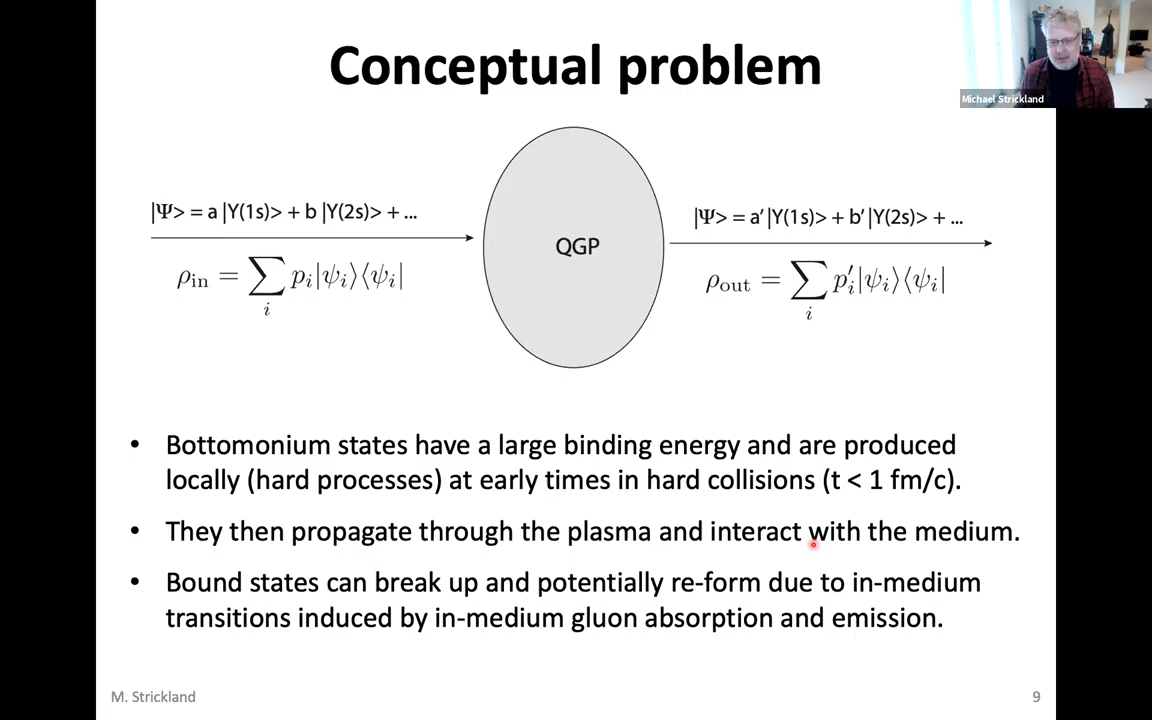 Conceptual problem
Michael Strickland
|Ψ> = a |Υ(1s)> + b |Υ(2s)> + ...
ρin = ∑i pi|ψi⟩⟨ψi|
QGP
|Ψ> = a′ |Υ(1s)> + b′ |Υ(2s)> + ...
ρout = ∑i p′i|ψi⟩⟨ψi|
• Bottomonium states have a large binding energy and are produced
locally (hard processes) at early times in hard collisions (t < 1 fm/c).
• They then propagate through the plasma and interact with the medium.
• Bound states can break up and potentially re-form due to in-medium
transitions induced by in-medium gluon absorption and emission.
M. Strickland
9